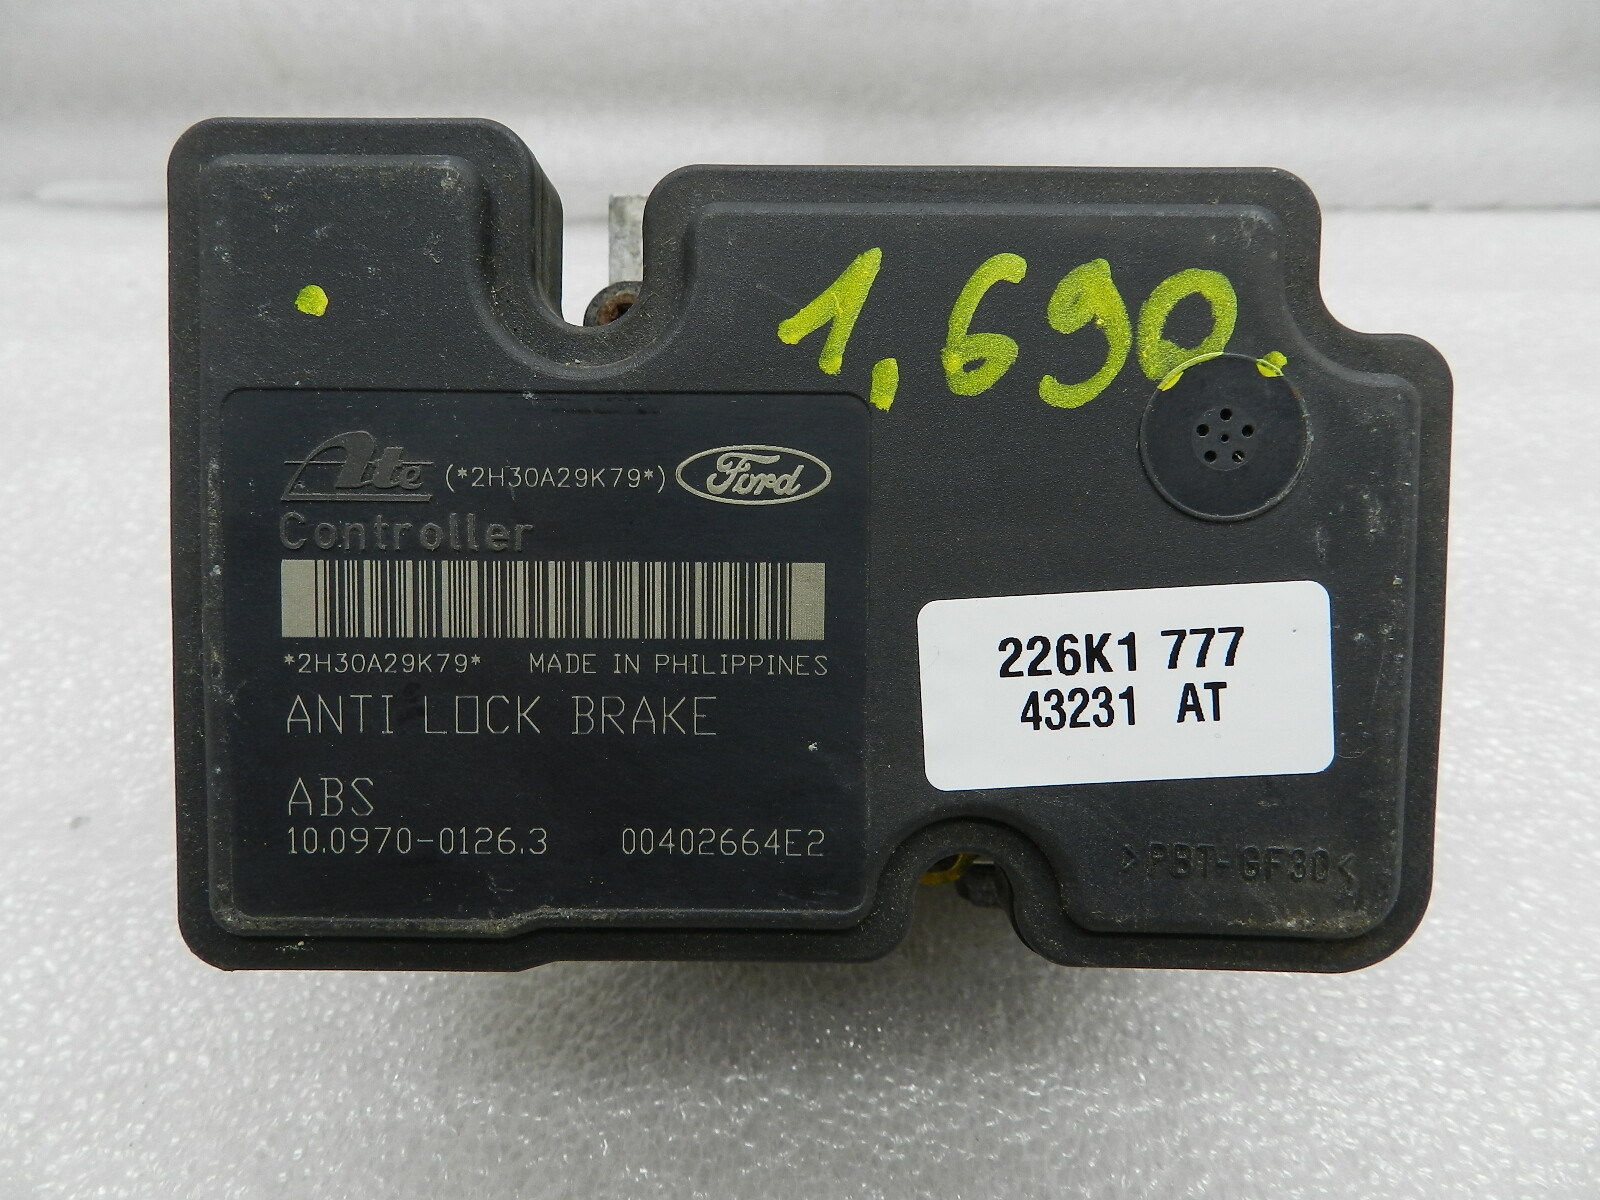 1,690
Ate (*2H30A29K79*) Ford
Controller
*2H30A29K79* MADE IN PHILIPPINES
ANTI LOCK BRAKE
ABS
10.0970-0126.3 00402664E2
226K1 777
43231 AT
>PBT-GF30<